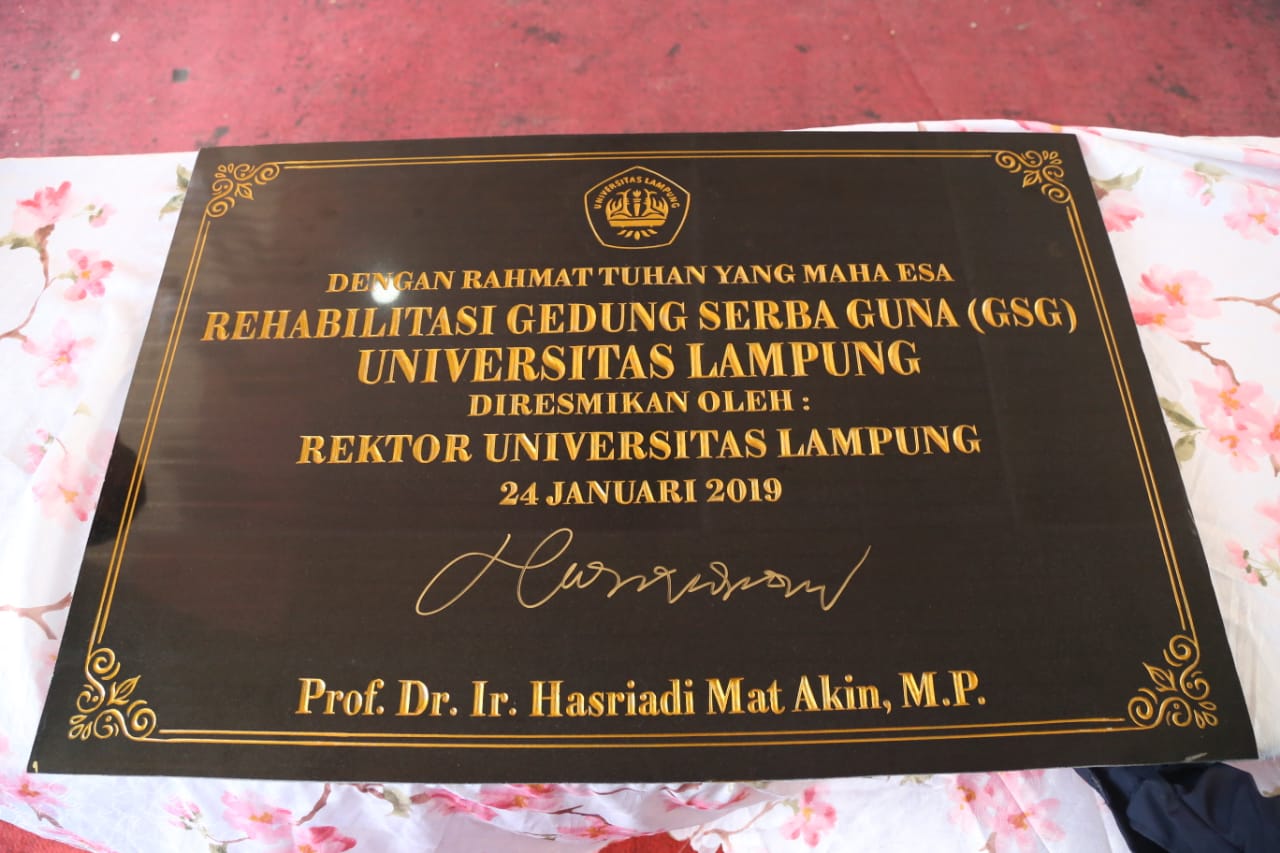 UNIVERSITAS LAMPUNG
DENGAN RAHMAT TUHAN YANG MAHA ESA
REHABILITASI GEDUNG SERBA GUNA (GSG)
UNIVERSITAS LAMPUNG
DIRESMIKAN OLEH :
REKTOR UNIVERSITAS LAMPUNG
24 JANUARI 2019
Prof. Dr. Ir. Hasriadi Mat Akin, M.P.